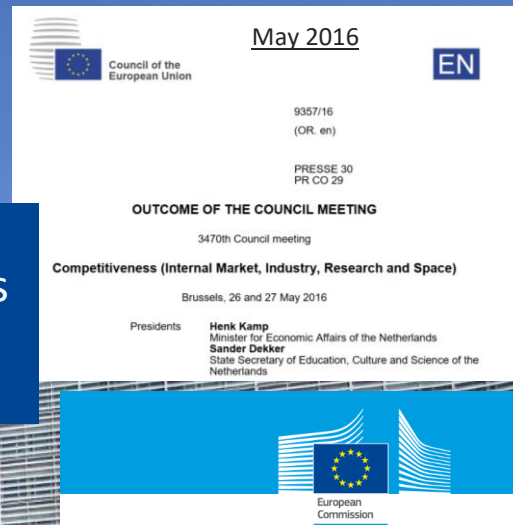 May 2016
Council of the
European Union
EN
9357/16
(OR. en)
PRESSE 30
PR CO 29
OUTCOME OF THE COUNCIL MEETING
3470th Council meeting
Competitiveness (Internal Market, Industry, Research and Space)
Brussels, 26 and 27 May 2016
Presidents Henk Kamp
Minister for Economic Affairs of the Netherlands
Sander Dekker
State Secretary of Education, Culture and Science of the
Netherlands
s
European
Commission